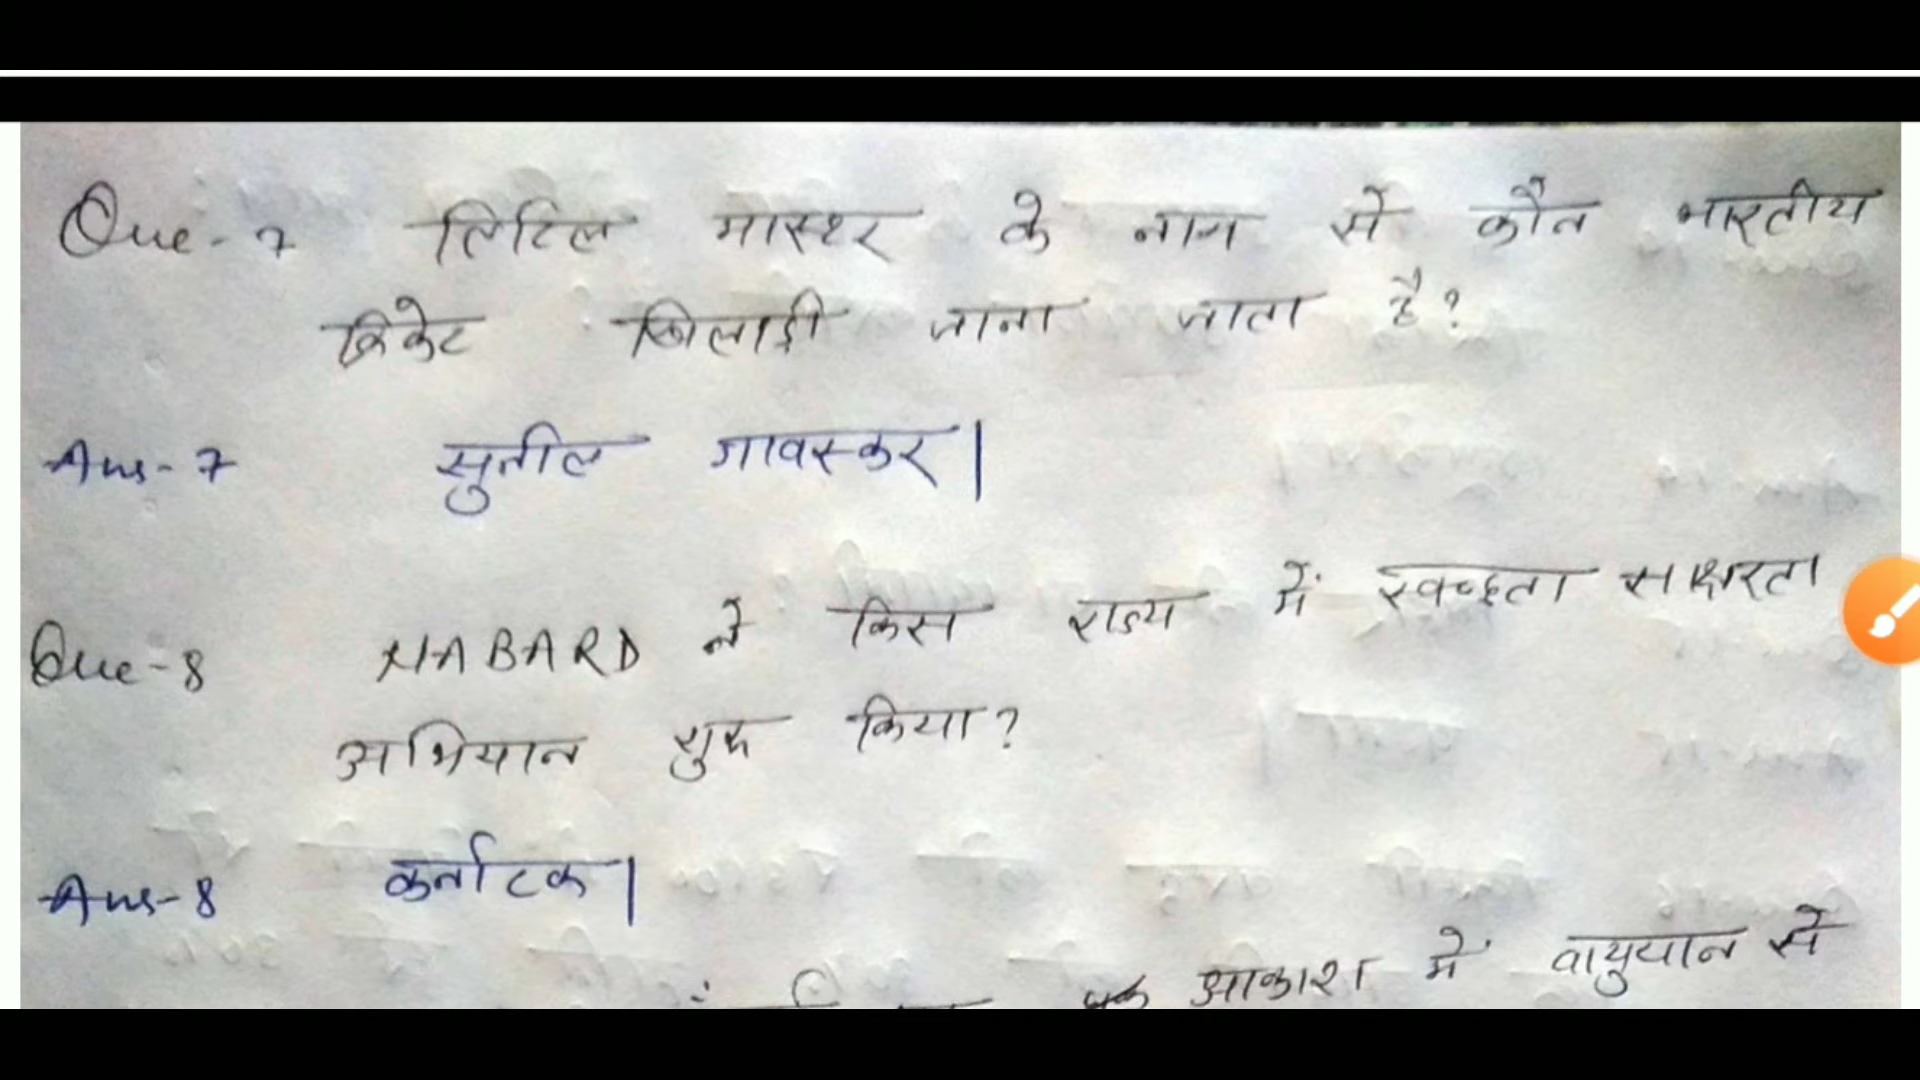 Que-7 लिटिल मास्टर के नाम से कौन भारतीय
क्रिकेट खिलाड़ी जाना जाता है?
Ans-7 सुनील गावस्कर।
Que-8 NABARD ने किस राज्य में स्वच्छता साक्षरता
अभियान शुरू किया?
Ans-8 कर्नाटक।
आकाश में वायुयान से